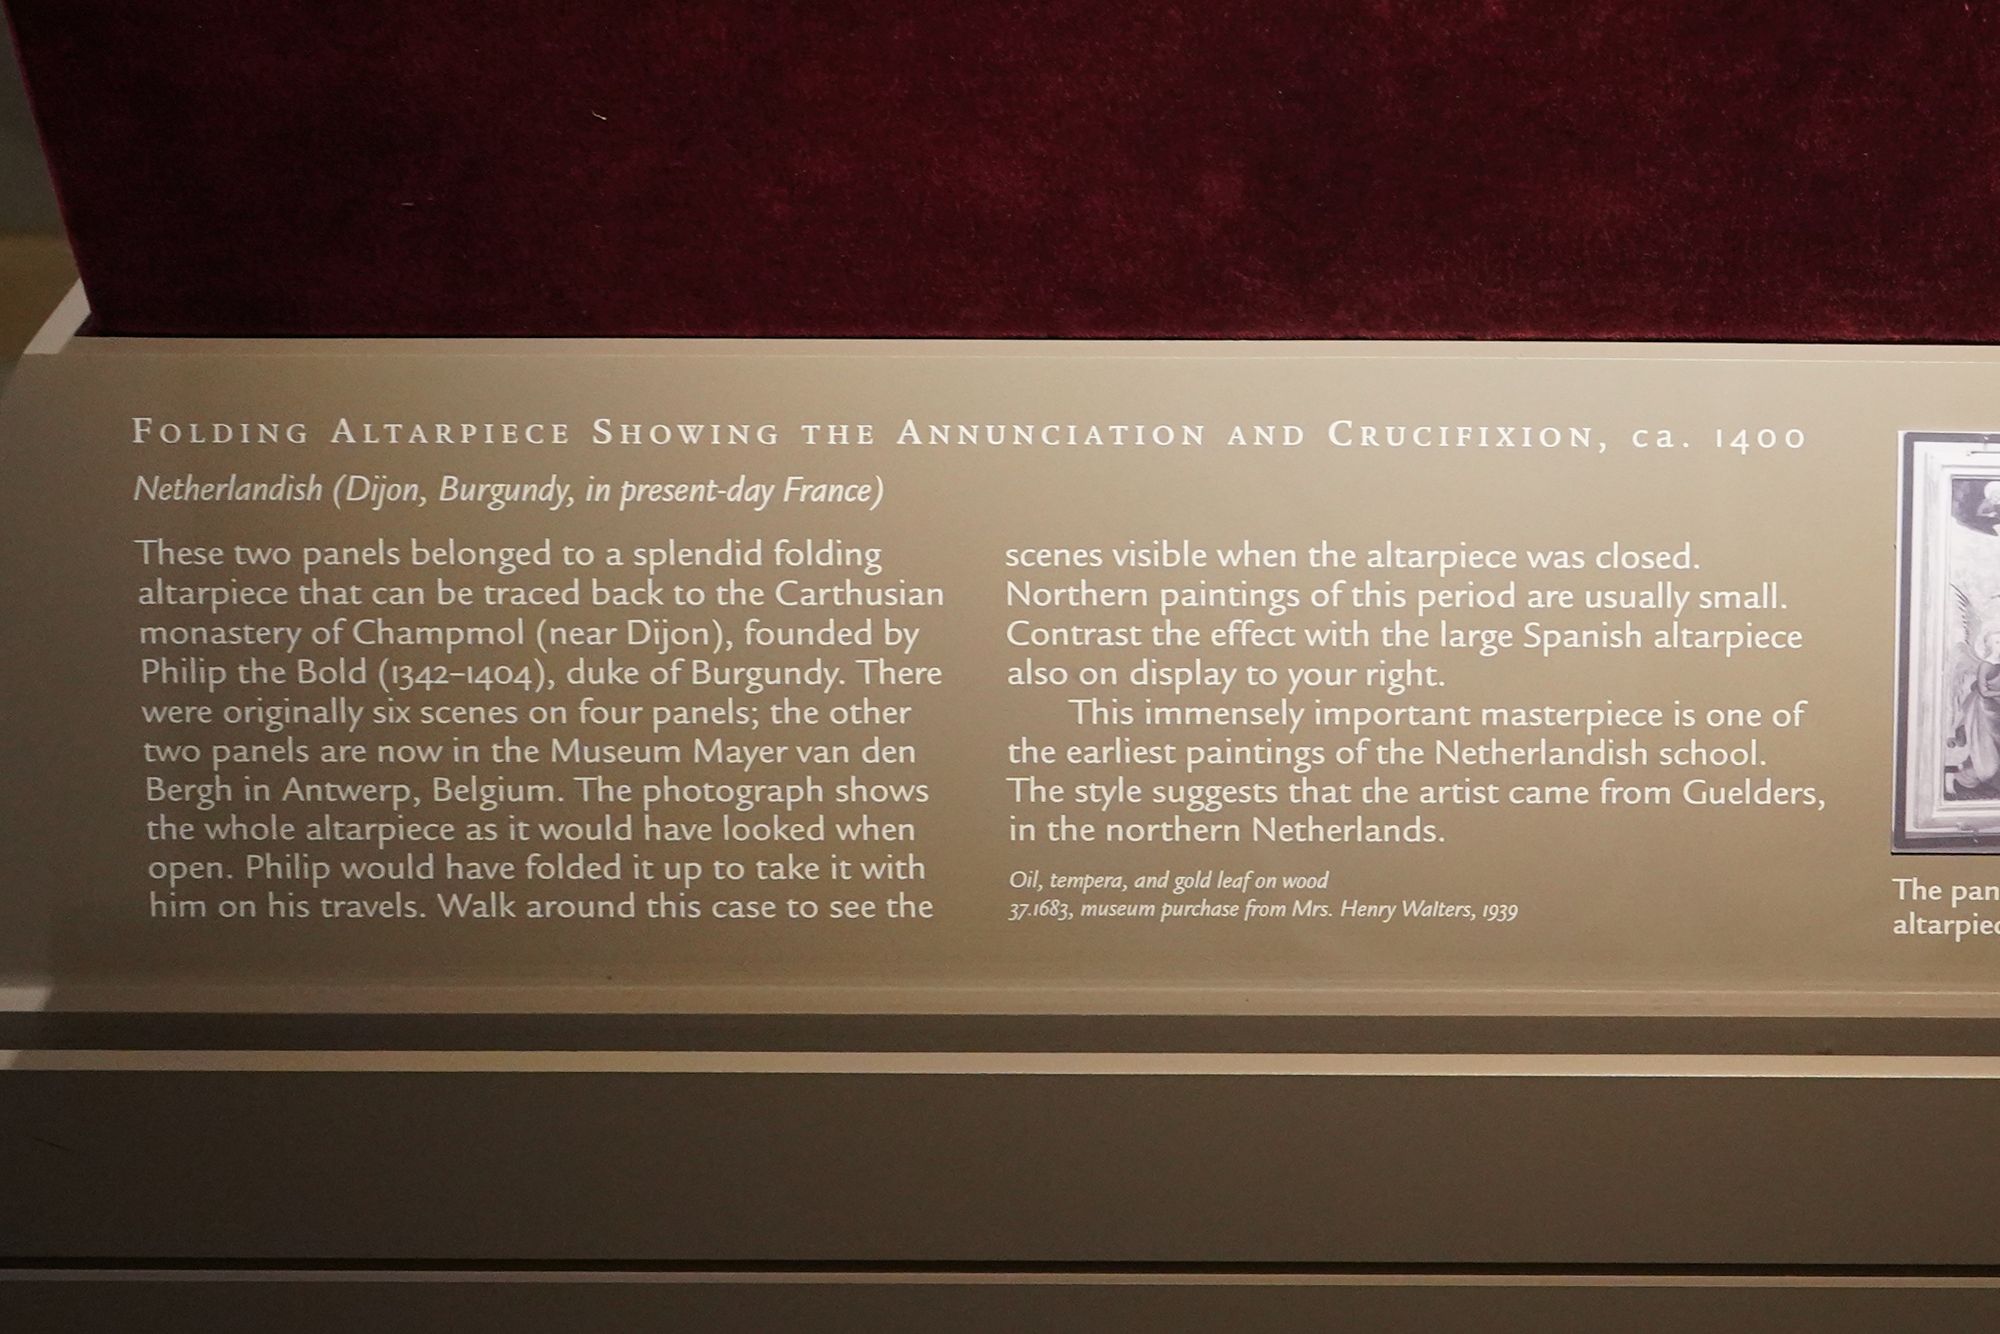 FOLDING ALTARPIECE SHOWING THE ANNUNCIATION AND CRUCIFIXION, ca. 1400
Netherlandish (Dijon, Burgundy, in present-day France)
These two panels belonged to a splendid folding
altarpiece that can be traced back to the Carthusian
monastery of Champmol (near Dijon), founded by
Philip the Bold (1342–1404), duke of Burgundy. There
were originally six scenes on four panels; the other
two panels are now in the Museum Mayer van den
Bergh in Antwerp, Belgium. The photograph shows
the whole altarpiece as it would have looked when
open. Philip would have folded it up to take it with
him on his travels. Walk around this case to see the
scenes visible when the altarpiece was closed.
Northern paintings of this period are usually small.
Contrast the effect with the large Spanish altarpiece
also on display to your right.
This immensely important masterpiece is one of
the earliest paintings of the Netherlandish school.
The style suggests that the artist came from Guelders,
in the northern Netherlands.
Oil, tempera, and gold leaf on wood
37.1683, museum purchase from Mrs. Henry Walters, 1939
The pan
altarpiec